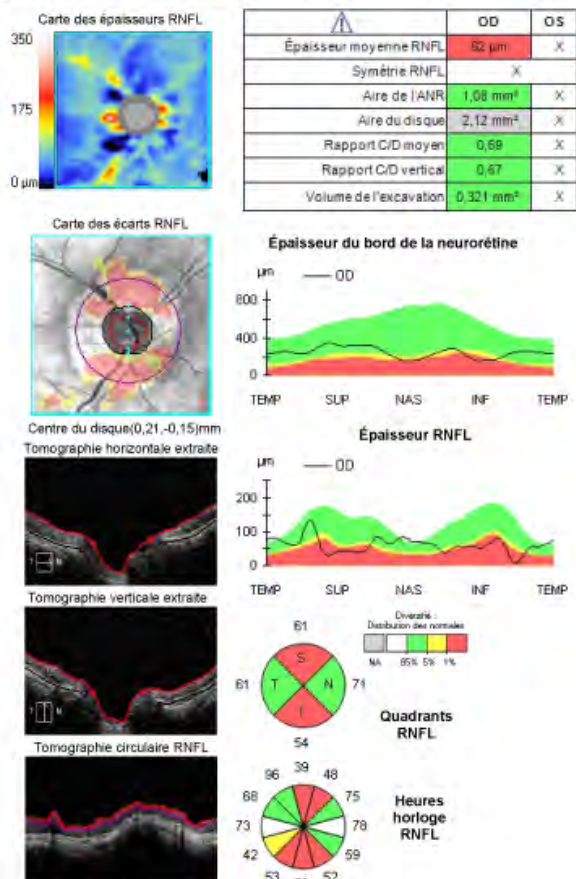 Carte des épaisseurs RNFL
350
175
0 µm
OD OS
Épaisseur moyenne RNFL 62 µm X
Symétrie RNFL X
Aire de l'ANR 1,08 mm² X
Aire du disque 2,12 mm² X
Rapport C/D moyen 0,69 X
Rapport C/D vertical 0,67 X
Volume de l'excavation 0,321 mm³ X
Carte des écarts RNFL
Centre du disque(0,21,-0,15)mm
Épaisseur du bord de la neurorétine
µm OD
800
400
0
TEMP SUP NAS INF TEMP
Épaisseur RNFL
µm OD
200
100
0
TEMP SUP NAS INF TEMP
Tomographie horizontale extraite
T N
Tomographie verticale extraite
Tomographie circulaire RNFL
Diversifié :
Distribution des normales
NA 95% 5% 1%
61
S
61 T N 71
I
54
Quadrants
RNFL
39
96 48
68 75
73 78
42 59
53 52
Heures
horloge
RNFL